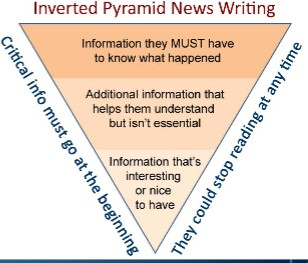 Inverted Pyramid News Writing
Information they MUST have
to know what happened
Additional information that
helps them understand
but isn't essential
Information that's
interesting
or nice
to have
Critical info must go at the beginning
They could stop reading at any time